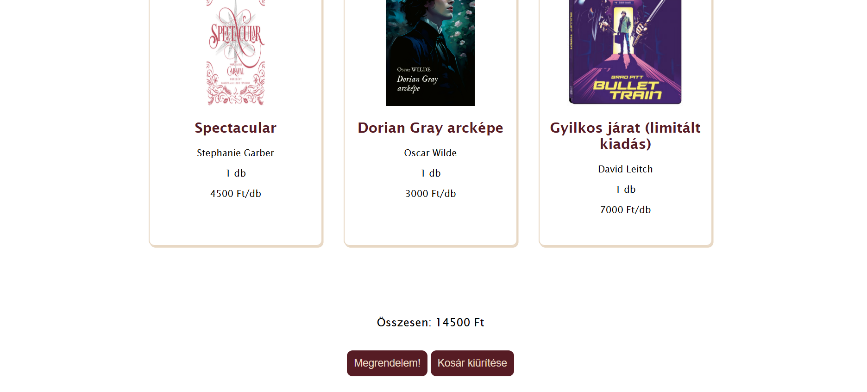 SPECTACULAR
CARAVAL
Oscar WILDE
Dorian Gray
arcképe
BRAD PITT
BULLET
TRAIN
Spectacular
Stephanie Garber
1 db
4500 Ft/db
Dorian Gray arcképe
Oscar Wilde
1 db
3000 Ft/db
Gyilkos járat (limitált
kiadás)
David Leitch
1 db
7000 Ft/db
Összesen: 14500 Ft
Megrendelem!
Kosár kiürítése